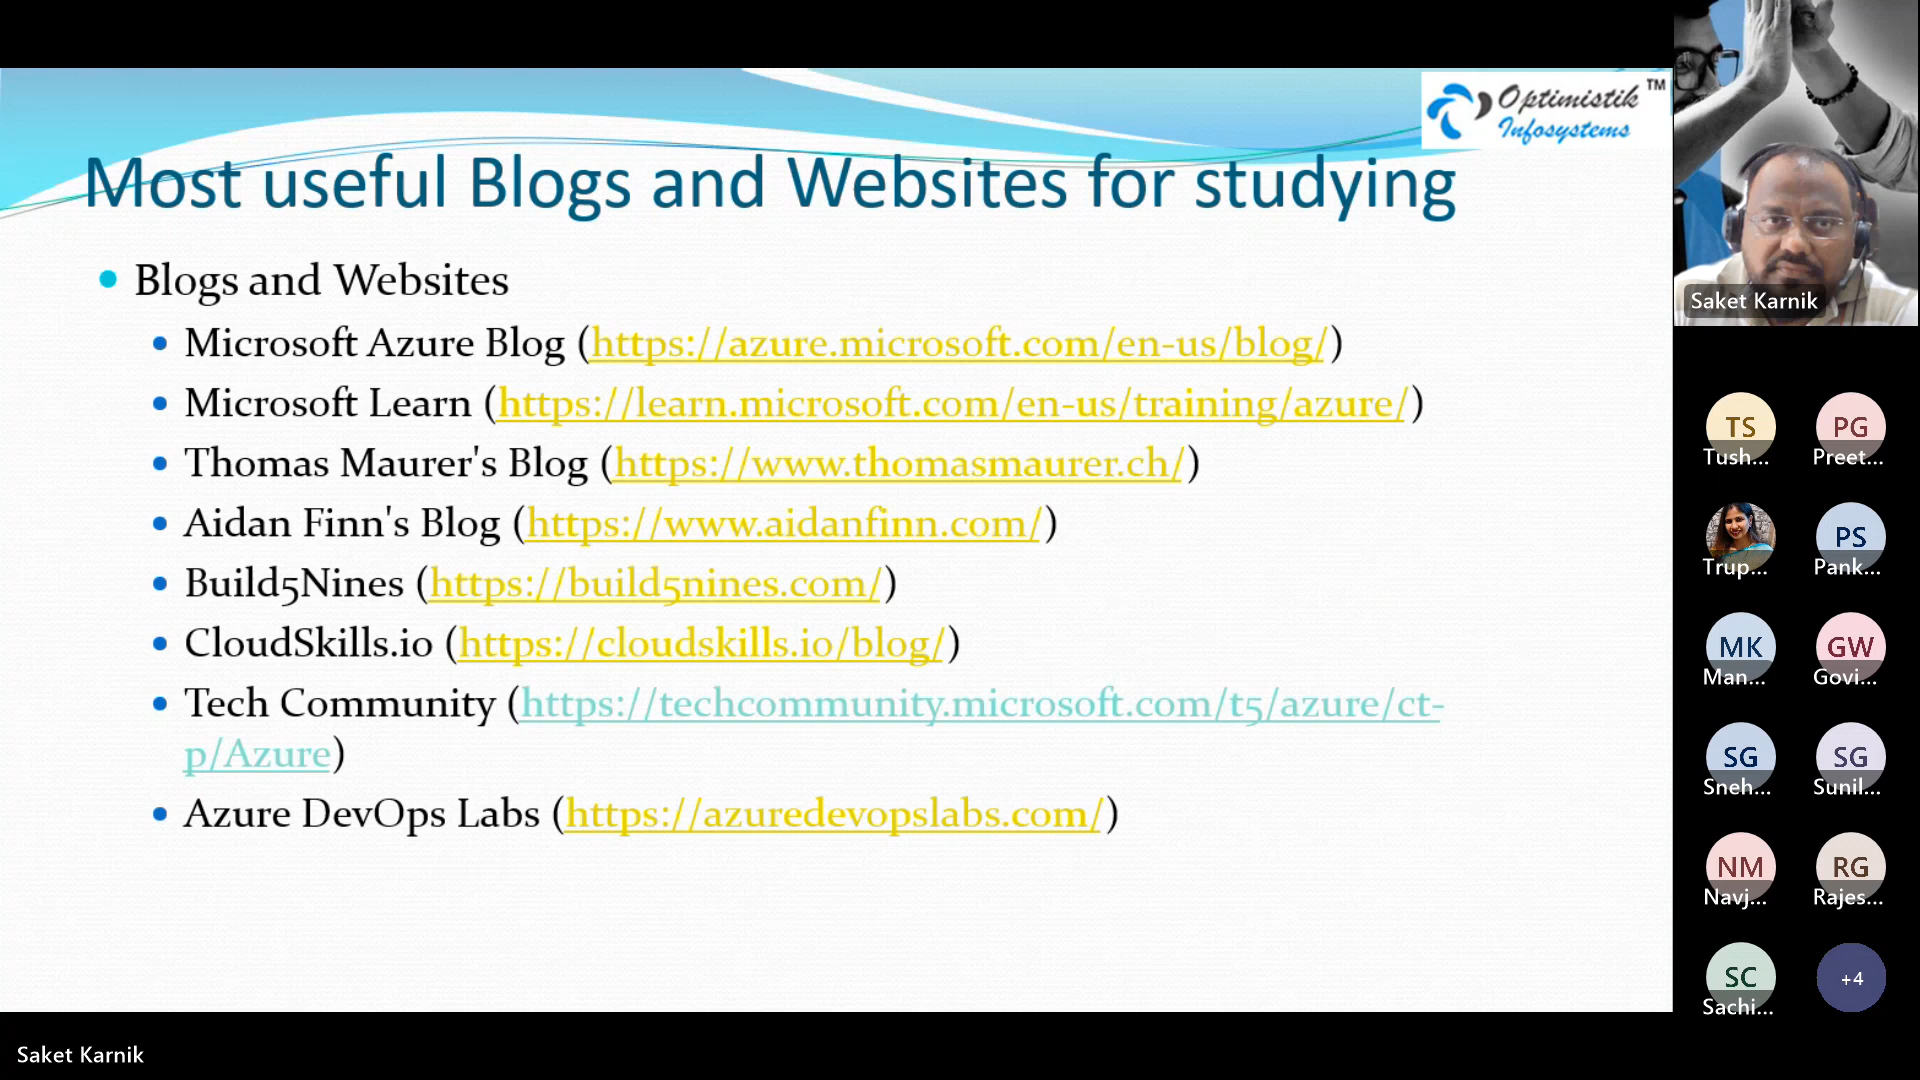 Optimistik TM
Infosystems
Most useful Blogs and Websites for studying
Blogs and Websites
Microsoft Azure Blog (https://azure.microsoft.com/en-us/blog/)
Microsoft Learn (https://learn.microsoft.com/en-us/training/azure/)
Thomas Maurer's Blog (https://www.thomasmaurer.ch/)
Aidan Finn's Blog (https://www.aidanfinn.com/)
Build5Nines (https://build5nines.com/)
CloudSkills.io (https://cloudskills.io/blog/)
Tech Community (https://techcommunity.microsoft.com/t5/azure/ct-
p/Azure)
Azure DevOps Labs (https://azuredevopslabs.com/)
Saket Karnik
TS PG
Tush... Preet...
PS
Trup... Pank...
MK GW
Man... Govi...
SG SG
Sneh... Sunil...
NM RG
Navj... Rajes...
SC +4
Sachi...
Saket Karnik